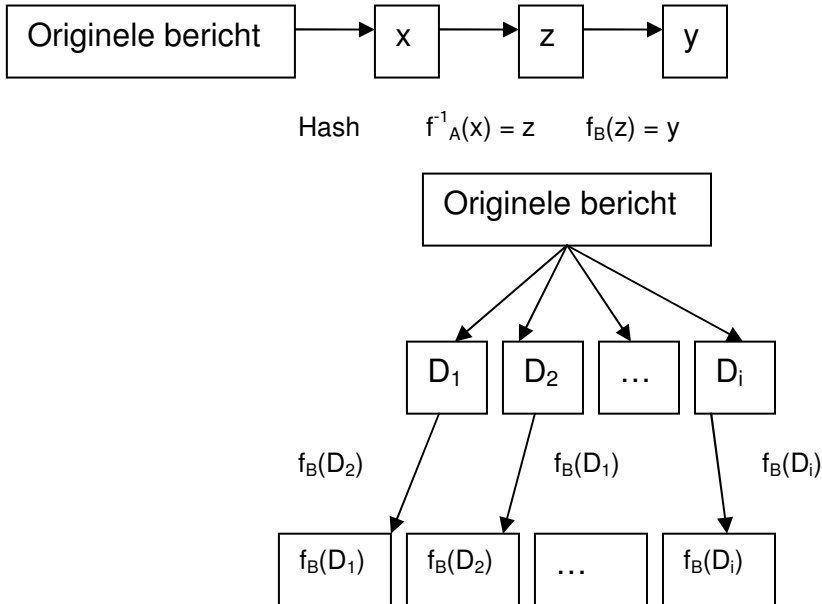 Originele bericht x z y
Hash f⁻¹A(x) = z fB(z) = y
Originele bericht
D₁ D₂ … Dᵢ
fB(D₂) fB(D₁) fB(Dᵢ)
fB(D₁) fB(D₂) … fB(Dᵢ)